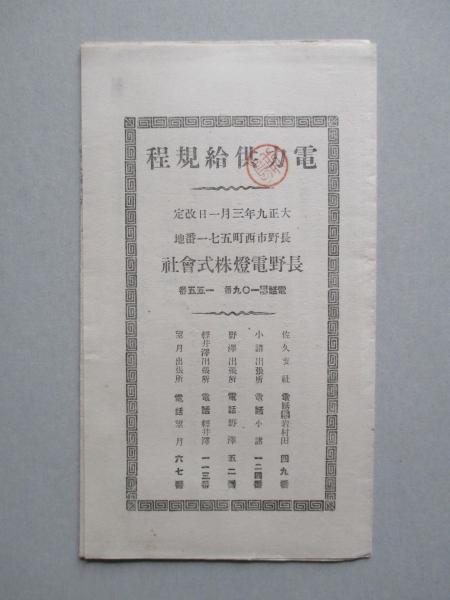 電力供給規程
大正九年三月一日改定
長野市西町五七一番地
長野電燈株式會社
電話 一〇九番 一五五番
佐久支社 電話 岩村田 四九番
小諸出張所 電話 小諸 一二四番
野澤出張所 電話 野澤 五二番
輕井澤出張所 電話 輕井澤 一一三番
望月出張所 電話 望月 六七番